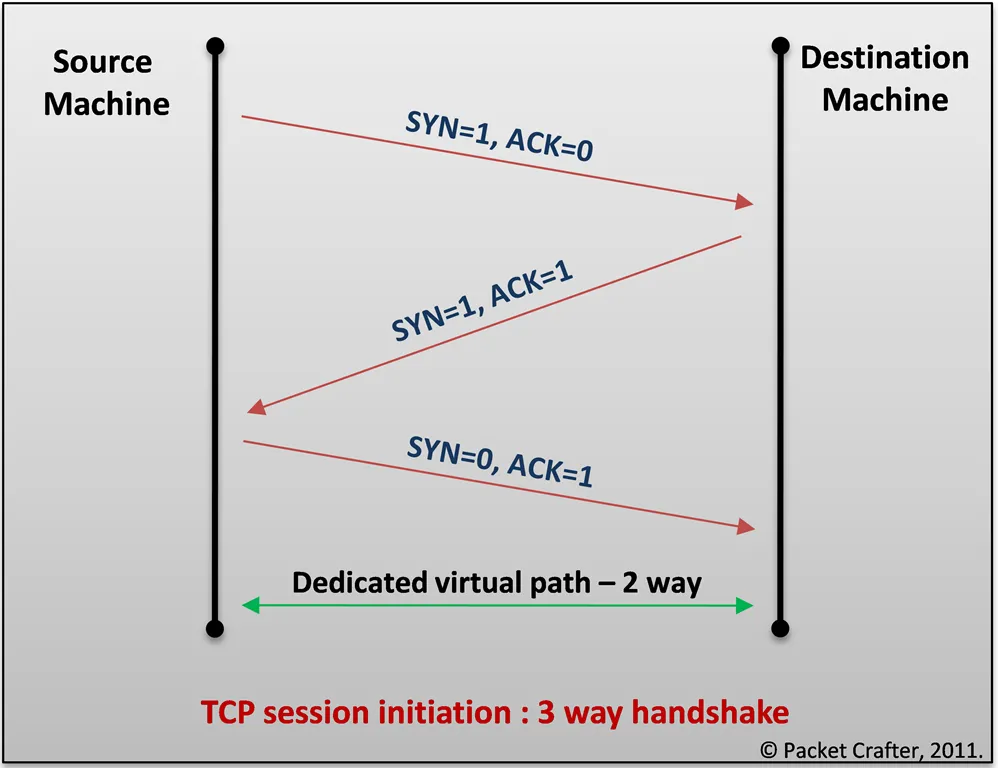 Source
Machine
Destination
Machine
SYN=1, ACK=0
SYN=1, ACK=1
SYN=0, ACK=1
Dedicated virtual path – 2 way
TCP session initiation : 3 way handshake
© Packet Crafter, 2011.